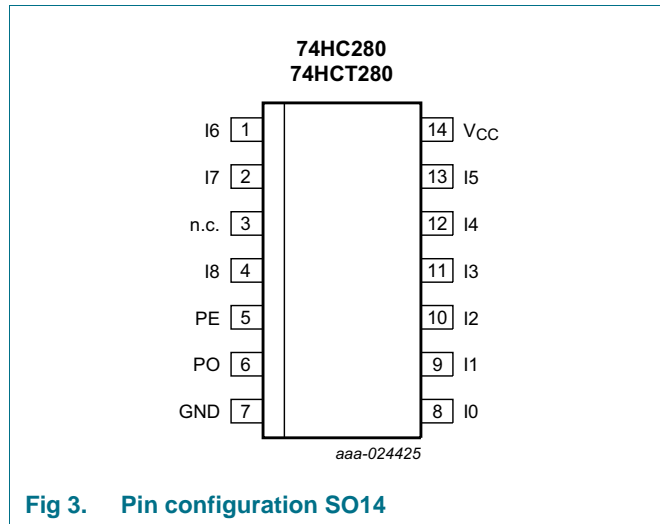 74HC280
74HCT280
I6 1 14 VCC
I7 2 13 I5
n.c. 3 12 I4
I8 4 11 I3
PE 5 10 I2
PO 6 9 I1
GND 7 8 I0
aaa-024425
Fig 3. Pin configuration SO14